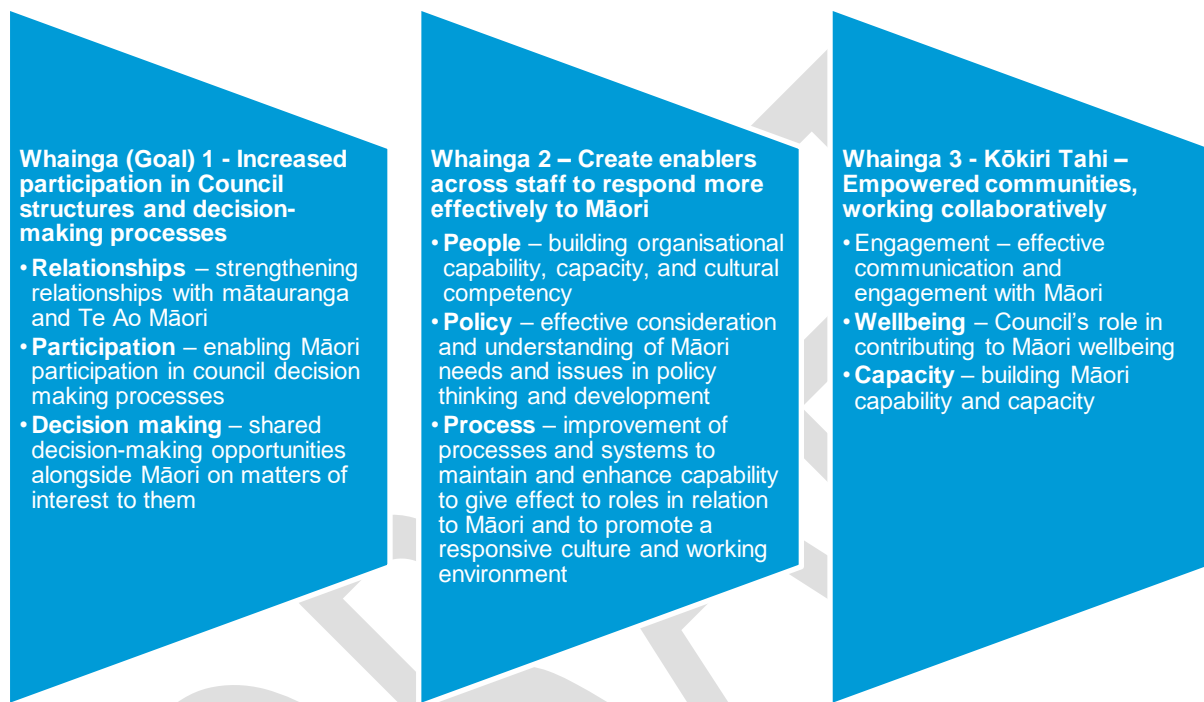 Whainga (Goal) 1 - Increased
participation in Council
structures and decision-
making processes
• Relationships – strengthening
relationships with mātauranga
and Te Ao Māori
• Participation – enabling Māori
participation in council decision
making processes
• Decision making – shared
decision-making opportunities
alongside Māori on matters of
interest to them
Whainga 2 – Create enablers
across staff to respond more
effectively to Māori
• People – building organisational
capability, capacity, and cultural
competency
• Policy – effective consideration
and understanding of Māori
needs and issues in policy
thinking and development
• Process – improvement of
processes and systems to
maintain and enhance capability
to give effect to roles in relation
to Māori and to promote a
responsive culture and working
environment
Whainga 3 - Kōkiri Tahi –
Empowered communities,
working collaboratively
• Engagement – effective
communication and
engagement with Māori
• Wellbeing – Council’s role in
contributing to Māori wellbeing
• Capacity – building Māori
capability and capacity